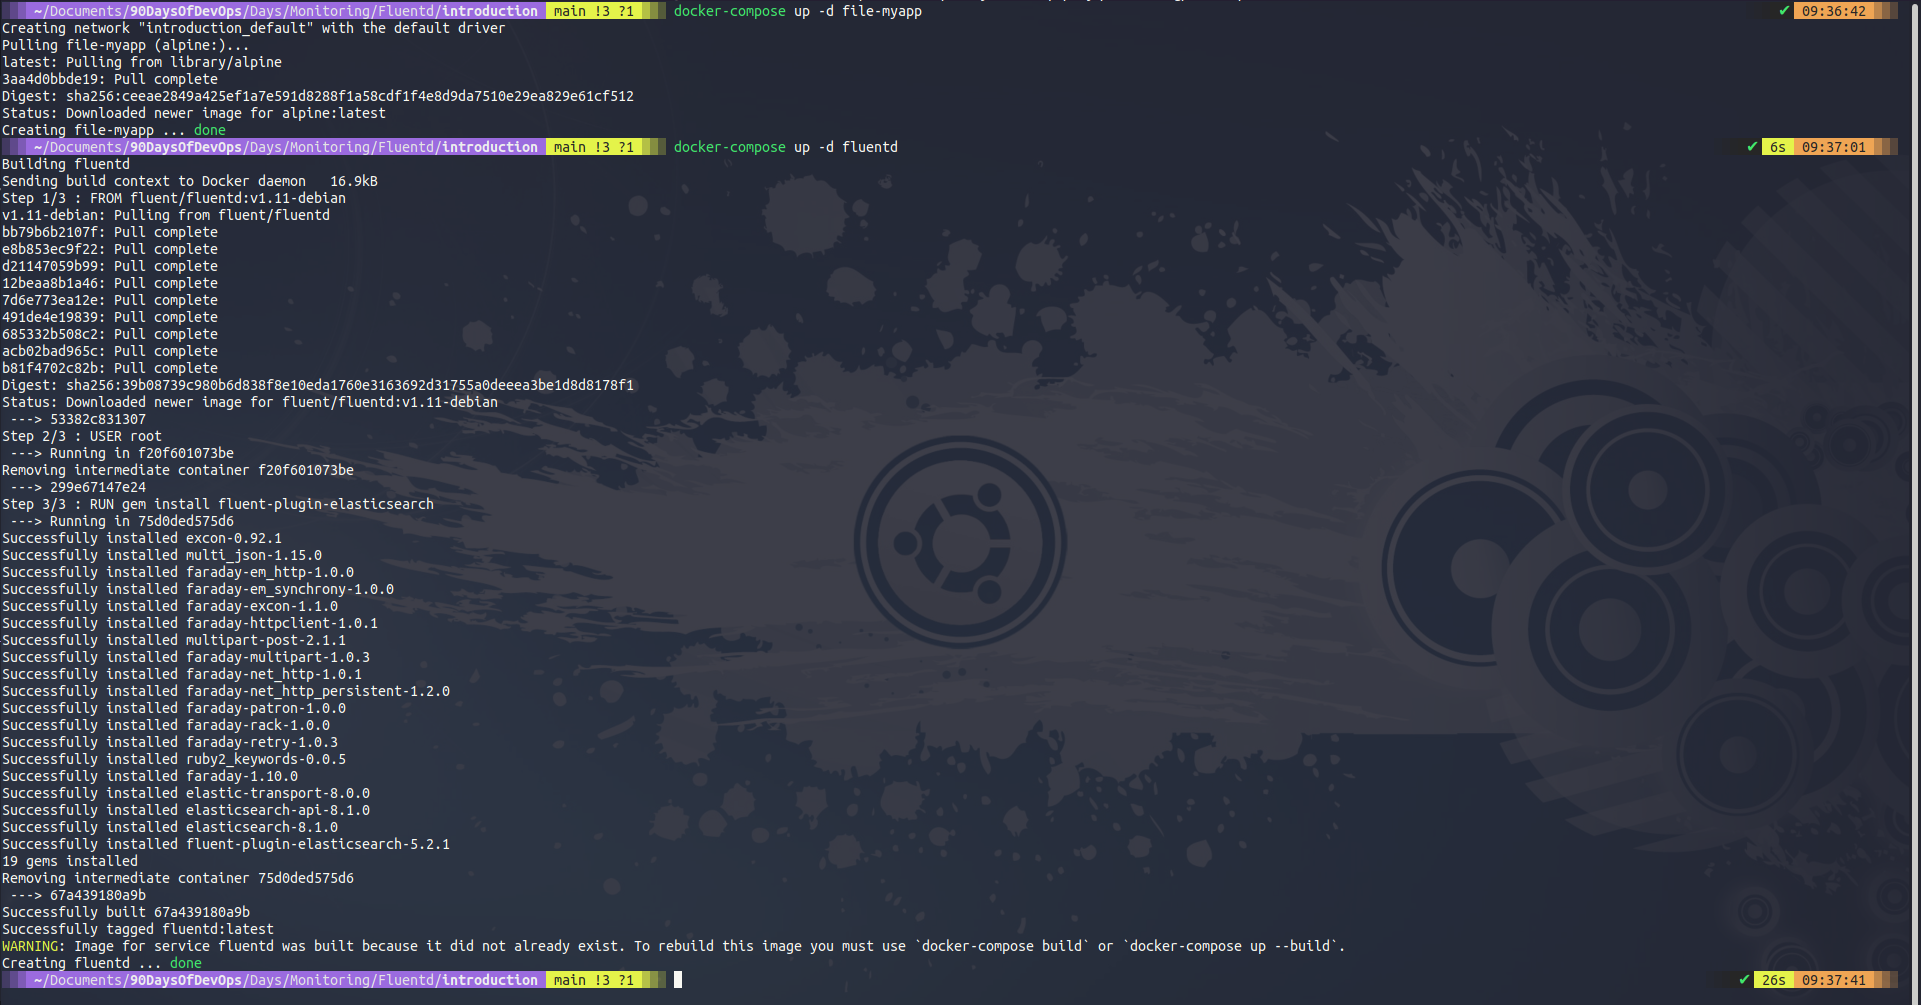 ~/Documents/90DaysOfDevOps/Days/Monitoring/Fluentd/introduction main !3 ?1 docker-compose up -d file-myapp ✔ 09:36:42
Creating network "introduction_default" with the default driver
Pulling file-myapp (alpine:)...
latest: Pulling from library/alpine
3aa4d0bbde19: Pull complete
Digest: sha256:ceeae2849a425ef1a7e591d8288f1a58cdf1f4e8d9da7510e29ea829e61cf512
Status: Downloaded newer image for alpine:latest
Creating file-myapp ... done
~/Documents/90DaysOfDevOps/Days/Monitoring/Fluentd/introduction main !3 ?1 docker-compose up -d fluentd ✔ 6s 09:37:01
Building fluentd
Sending build context to Docker daemon   16.9kB
Step 1/3 : FROM fluent/fluentd:v1.11-debian
v1.11-debian: Pulling from fluent/fluentd
bb79b6b2107f: Pull complete
e8b853ec9f22: Pull complete
d21147059b99: Pull complete
12beaa8b1a46: Pull complete
7d6e773ea12e: Pull complete
491de4e19839: Pull complete
685332b508c2: Pull complete
acb02bad965c: Pull complete
b81f4702c82b: Pull complete
Digest: sha256:39b08739c980b6d838f8e10eda1760e3163692d31755a0deeea3be1d8d8178f1
Status: Downloaded newer image for fluent/fluentd:v1.11-debian
 ---> 53382c831307
Step 2/3 : USER root
 ---> Running in f20f601073be
Removing intermediate container f20f601073be
 ---> 299e67147e24
Step 3/3 : RUN gem install fluent-plugin-elasticsearch
 ---> Running in 75d0ded575d6
Successfully installed excon-0.92.1
Successfully installed multi_json-1.15.0
Successfully installed faraday-em_http-1.0.0
Successfully installed faraday-em_synchrony-1.0.0
Successfully installed faraday-excon-1.1.0
Successfully installed faraday-httpclient-1.0.1
Successfully installed multipart-post-2.1.1
Successfully installed faraday-multipart-1.0.3
Successfully installed faraday-net_http-1.0.1
Successfully installed faraday-net_http_persistent-1.2.0
Successfully installed faraday-patron-1.0.0
Successfully installed faraday-rack-1.0.0
Successfully installed faraday-retry-1.0.3
Successfully installed ruby2_keywords-0.0.5
Successfully installed faraday-1.10.0
Successfully installed elastic-transport-8.0.0
Successfully installed elasticsearch-api-8.1.0
Successfully installed elasticsearch-8.1.0
Successfully installed fluent-plugin-elasticsearch-5.2.1
19 gems installed
Removing intermediate container 75d0ded575d6
 ---> 67a439180a9b
Successfully built 67a439180a9b
Successfully tagged fluentd:latest
WARNING: Image for service fluentd was built because it did not already exist. To rebuild this image you must use `docker-compose build` or `docker-compose up --build`.
Creating fluentd ... done
~/Documents/90DaysOfDevOps/Days/Monitoring/Fluentd/introduction main !3 ?1 ✔ 26s 09:37:41